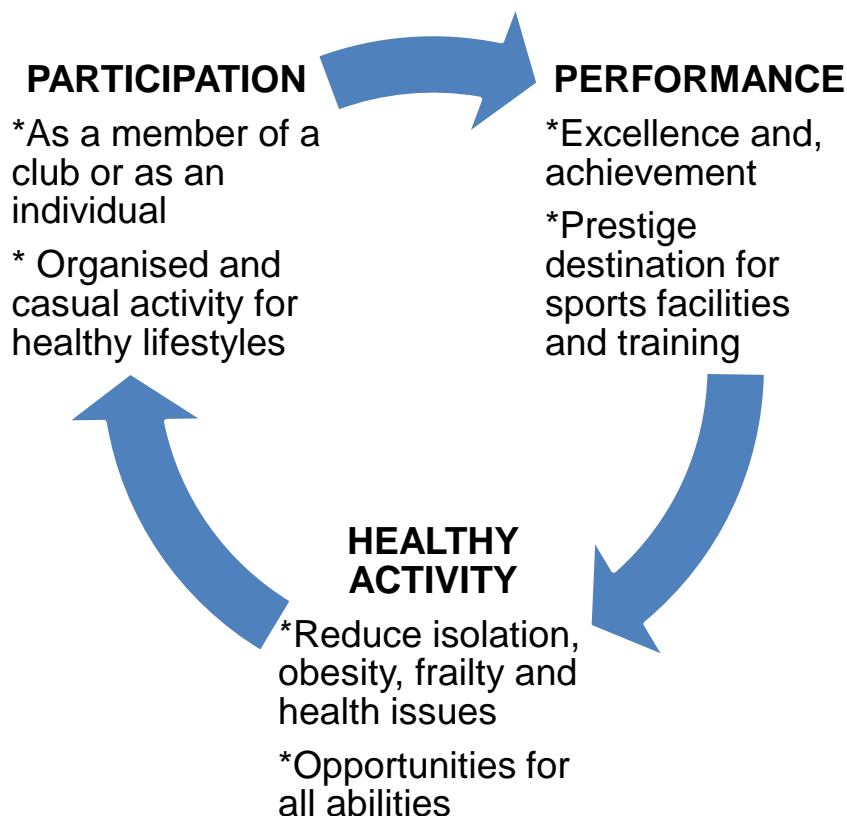 PARTICIPATION
*As a member of a
club or as an
individual
* Organised and
casual activity for
healthy lifestyles
PERFORMANCE
*Excellence and,
achievement
*Prestige
destination for
sports facilities
and training
HEALTHY
ACTIVITY
*Reduce isolation,
obesity, frailty and
health issues
*Opportunities for
all abilities